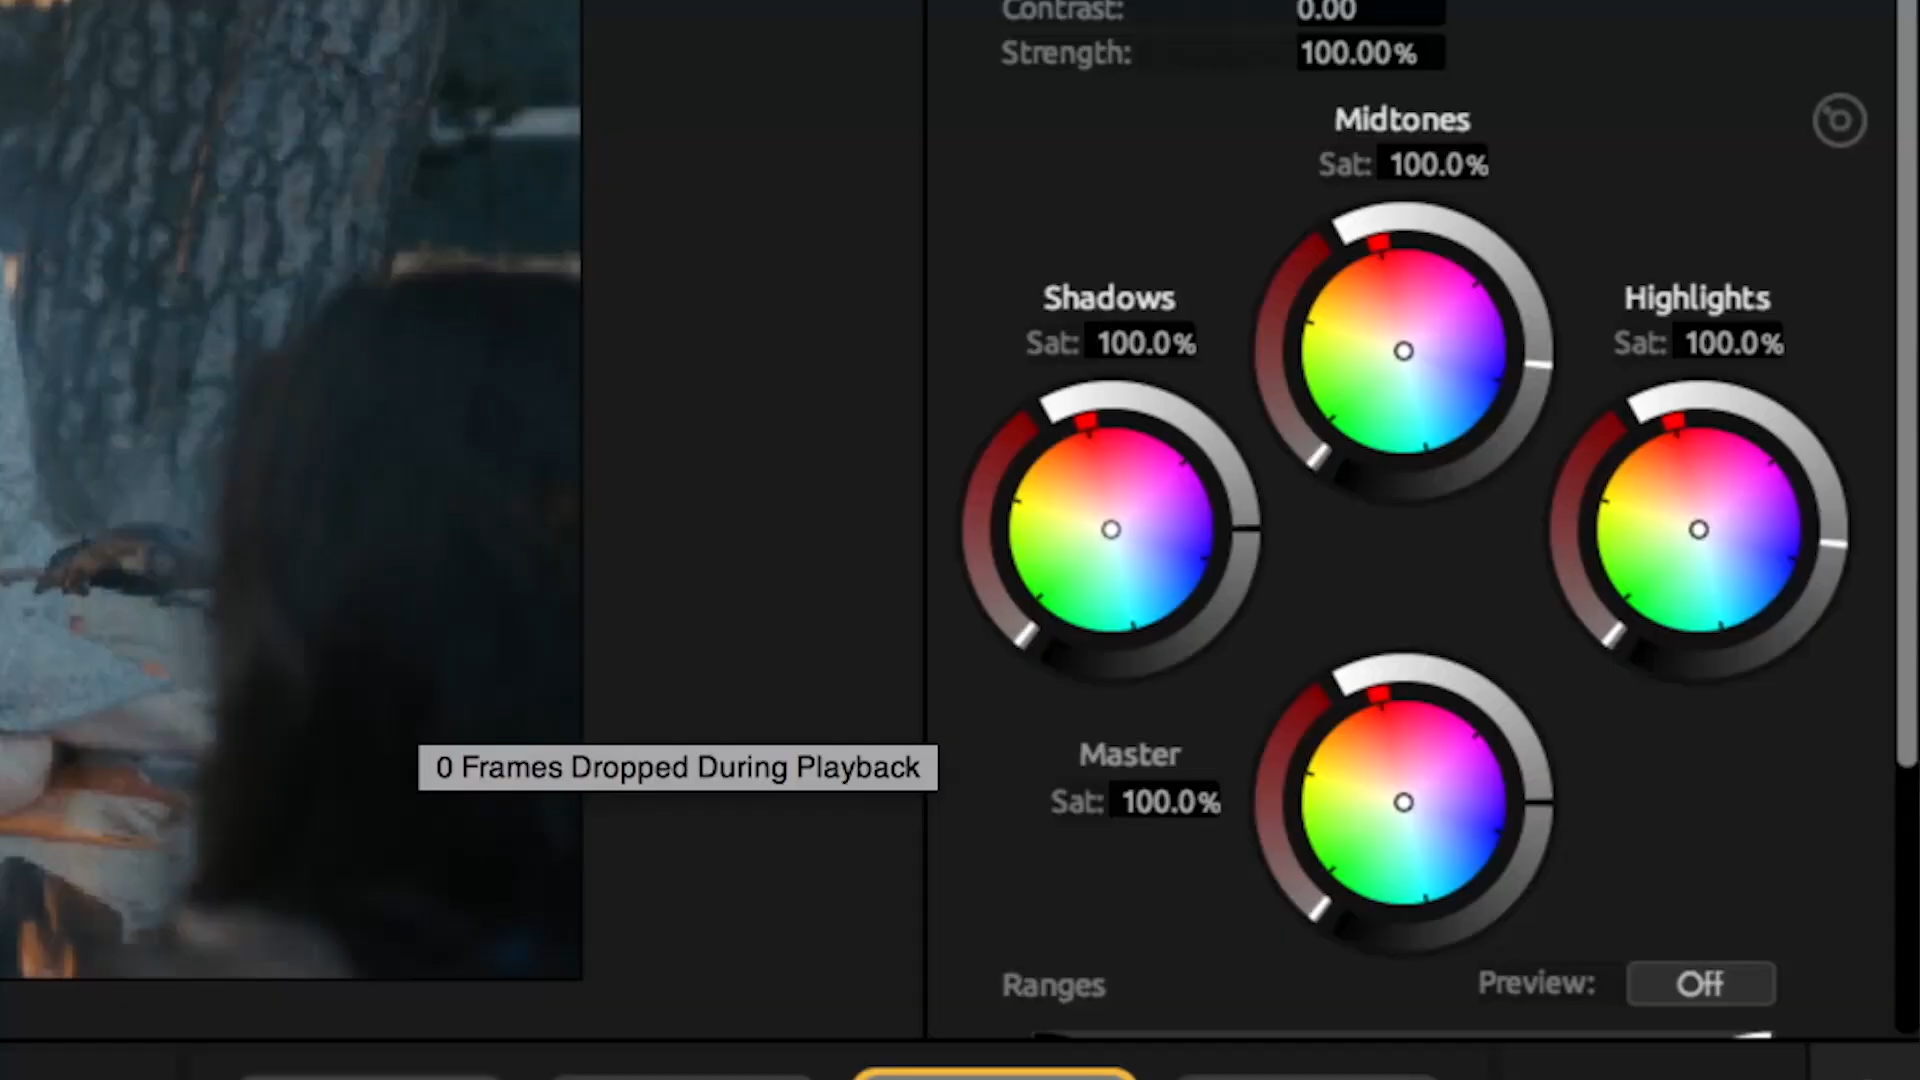 Contrast: 0.00
Strength: 100.00%
Midtones
Sat: 100.0%
Shadows
Sat: 100.0%
Highlights
Sat: 100.0%
0 Frames Dropped During Playback
Master
Sat: 100.0%
Ranges
Preview: Off